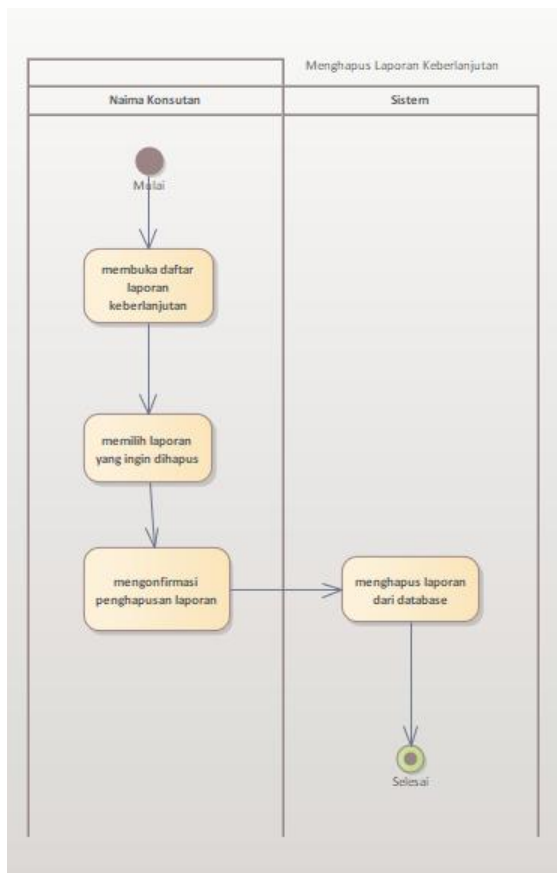 Menghapus Laporan Keberlanjutan
Naima Konsutan
Sistem
Mulai
membuka daftar
laporan
keberlanjutan
memilih laporan
yang ingin dihapus
mengonfirmasi
penghapusan laporan
menghapus laporan
dari database
Selesai